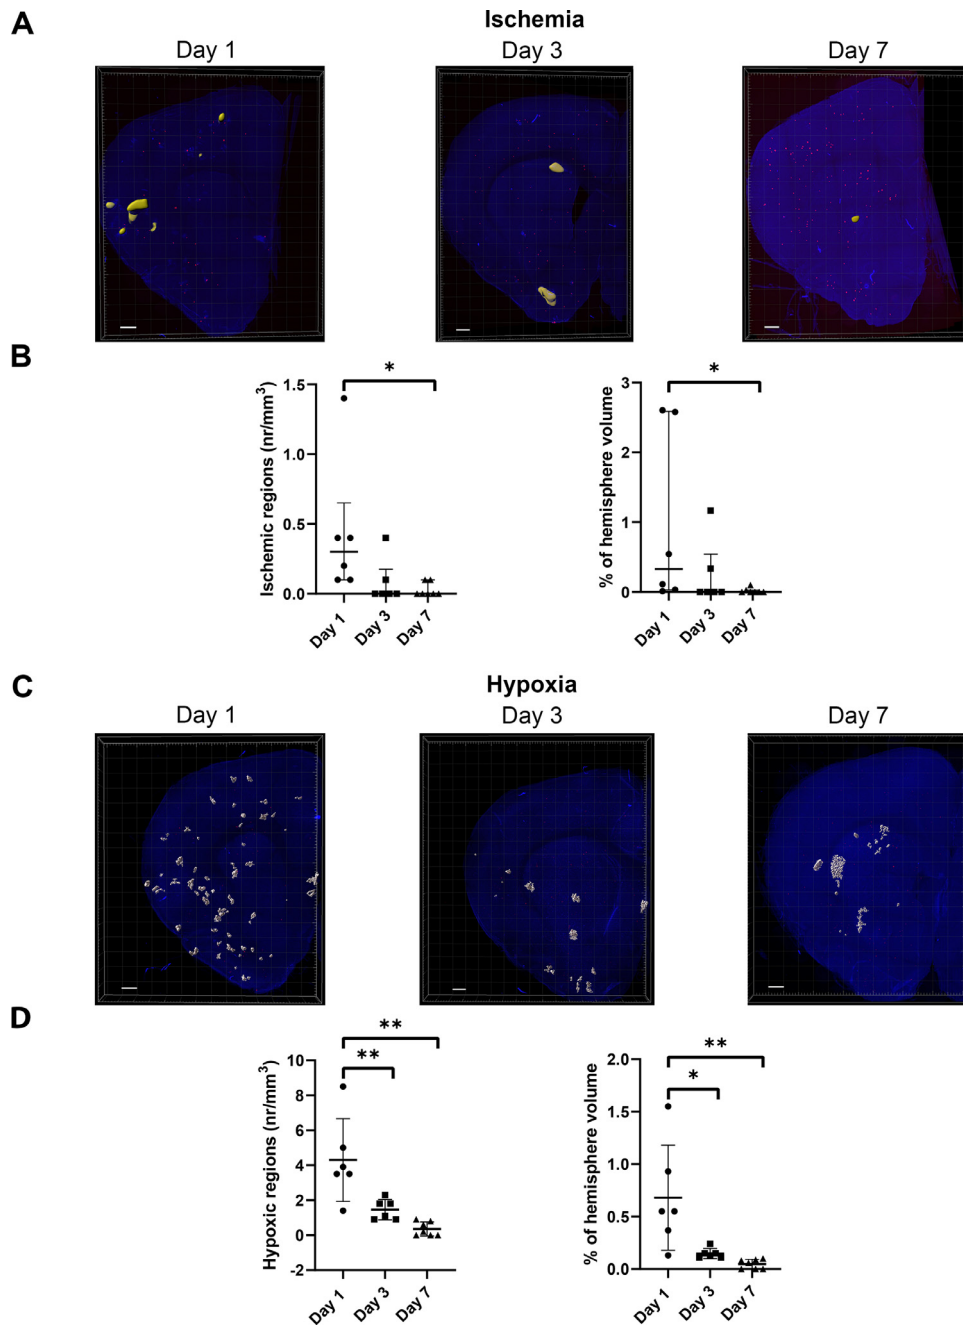 A
Ischemia
Day 1
Day 3
Day 7
B
Ischemic regions (nr/mm³)
1.5
1.0
0.5
0.0
*
Day 1
Day 3
Day 7
% of hemisphere volume
3
2
1
0
*
Day 1
Day 3
Day 7
C
Hypoxia
Day 1
Day 3
Day 7
D
Hypoxic regions (nr/mm³)
10
8
6
4
2
0
-2
**
**
Day 1
Day 3
Day 7
% of hemisphere volume
2.0
1.5
1.0
0.5
0.0
**
*
Day 1
Day 3
Day 7